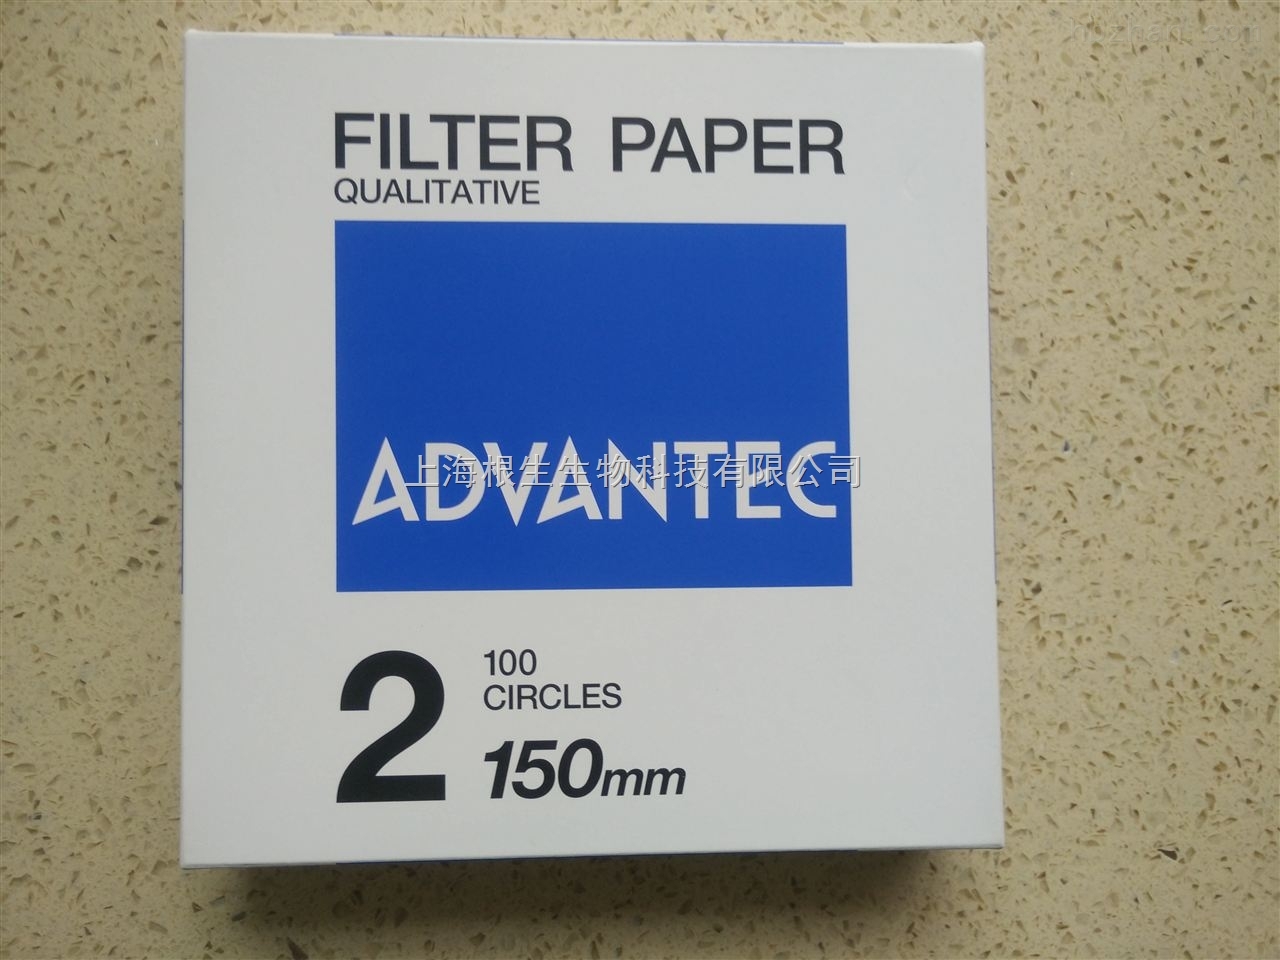 FILTER PAPER
QUALITATIVE
ADVANTEC
上海根生生物科技有限公司
2
100
CIRCLES
150mm